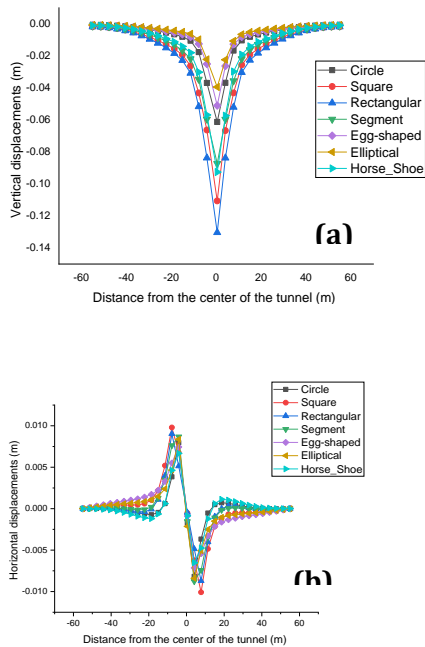 0.00
-0.02
-0.04
-0.06
-0.08
-0.10
-0.12
-0.14
Vertical displacements (m)
Circle
Square
Rectangular
Segment
Egg-shaped
Elliptical
Horse_Shoe
(a)
-60 -40 -20 0 20 40 60
Distance from the center of the tunnel (m)
Circle
Square
Rectangular
Segment
Egg-shaped
Elliptical
Horse_Shoe
0.010
0.005
0.000
-0.005
-0.010
Horizontal displacements (m)
(b)
-60 -40 -20 0 20 40 60
Distance from the center of the tunnel (m)